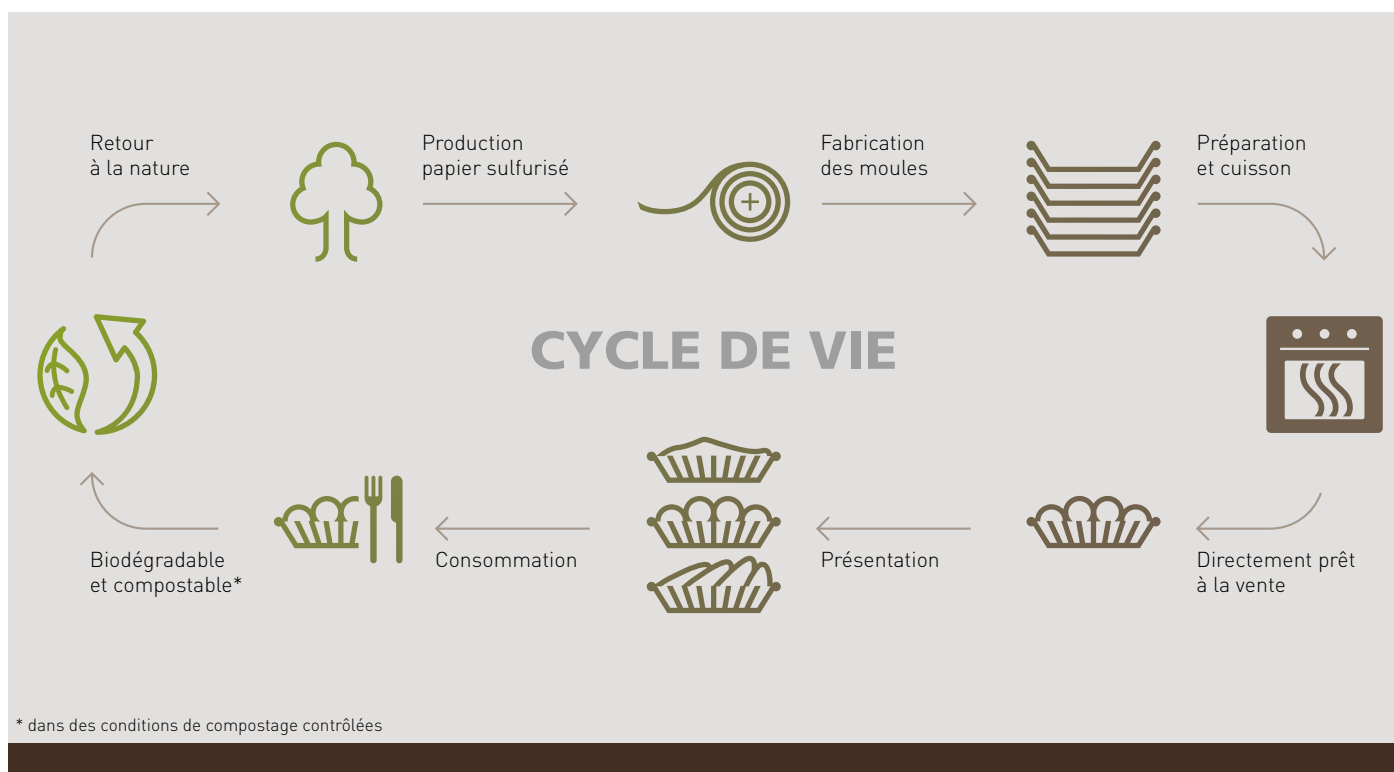 Retour
à la nature
Production
papier sulfurisé
Fabrication
des moules
Préparation
et cuisson
CYCLE DE VIE
Biodégradable
et compostable*
Consommation
Présentation
Directement prêt
à la vente
* dans des conditions de compostage contrôlées